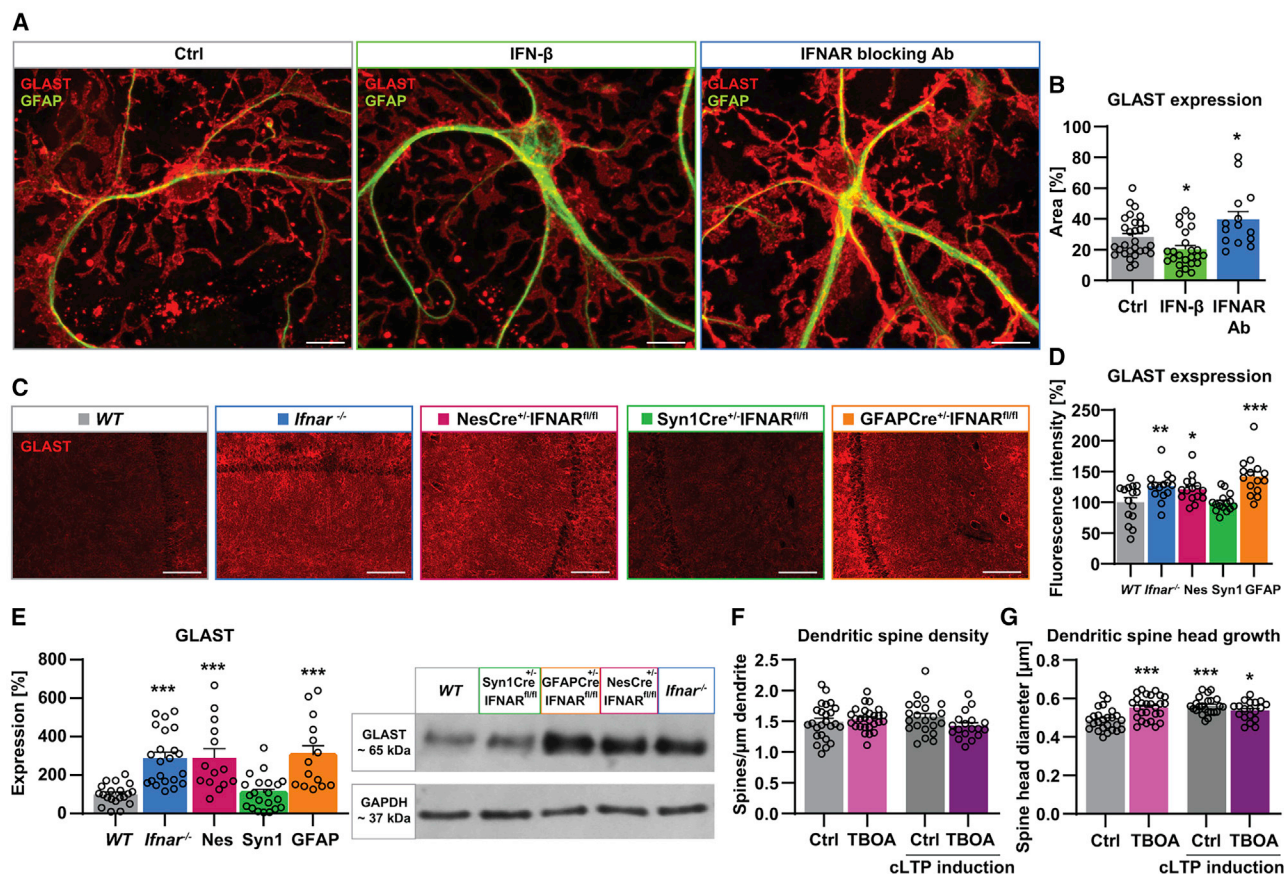 A
Ctrl
IFN-β
IFNAR blocking Ab
GLAST
GFAP
GLAST
GFAP
GLAST
GFAP
B
GLAST expression
Area [%]
100
80
60
40
20
0
*
*
Ctrl
IFN-β
IFNAR
Ab
C
WT
Ifnar -/-
NesCre+/-IFNARfl/fl
Syn1Cre+/-IFNARfl/fl
GFAPCre+/-IFNARfl/fl
GLAST
D
GLAST exspression
Fluorescence intensity [%]
250
200
150
100
50
0
**
*
***
WT
Ifnar-/-
Nes
Syn1
GFAP
E
GLAST
Expression [%]
800
600
400
200
0
***
***
***
WT
Ifnar-/-
Nes
Syn1
GFAP
WT
Syn1Cre+/-
IFNARfl/fl
GFAPCre+/-
IFNARfl/fl
NesCre+/-
IFNARfl/fl
Ifnar-/-
GLAST
~ 65 kDa
GAPDH
~ 37 kDa
F
Dendritic spine density
Spines/µm dendrite
2.5
2.0
1.5
1.0
0.5
0.0
Ctrl
TBOA
Ctrl
TBOA
cLTP induction
G
Dendritic spine head growth
Spine head diameter [µm]
0.8
0.6
0.4
0.2
0.0
***
***
*
Ctrl
TBOA
Ctrl
TBOA
cLTP induction